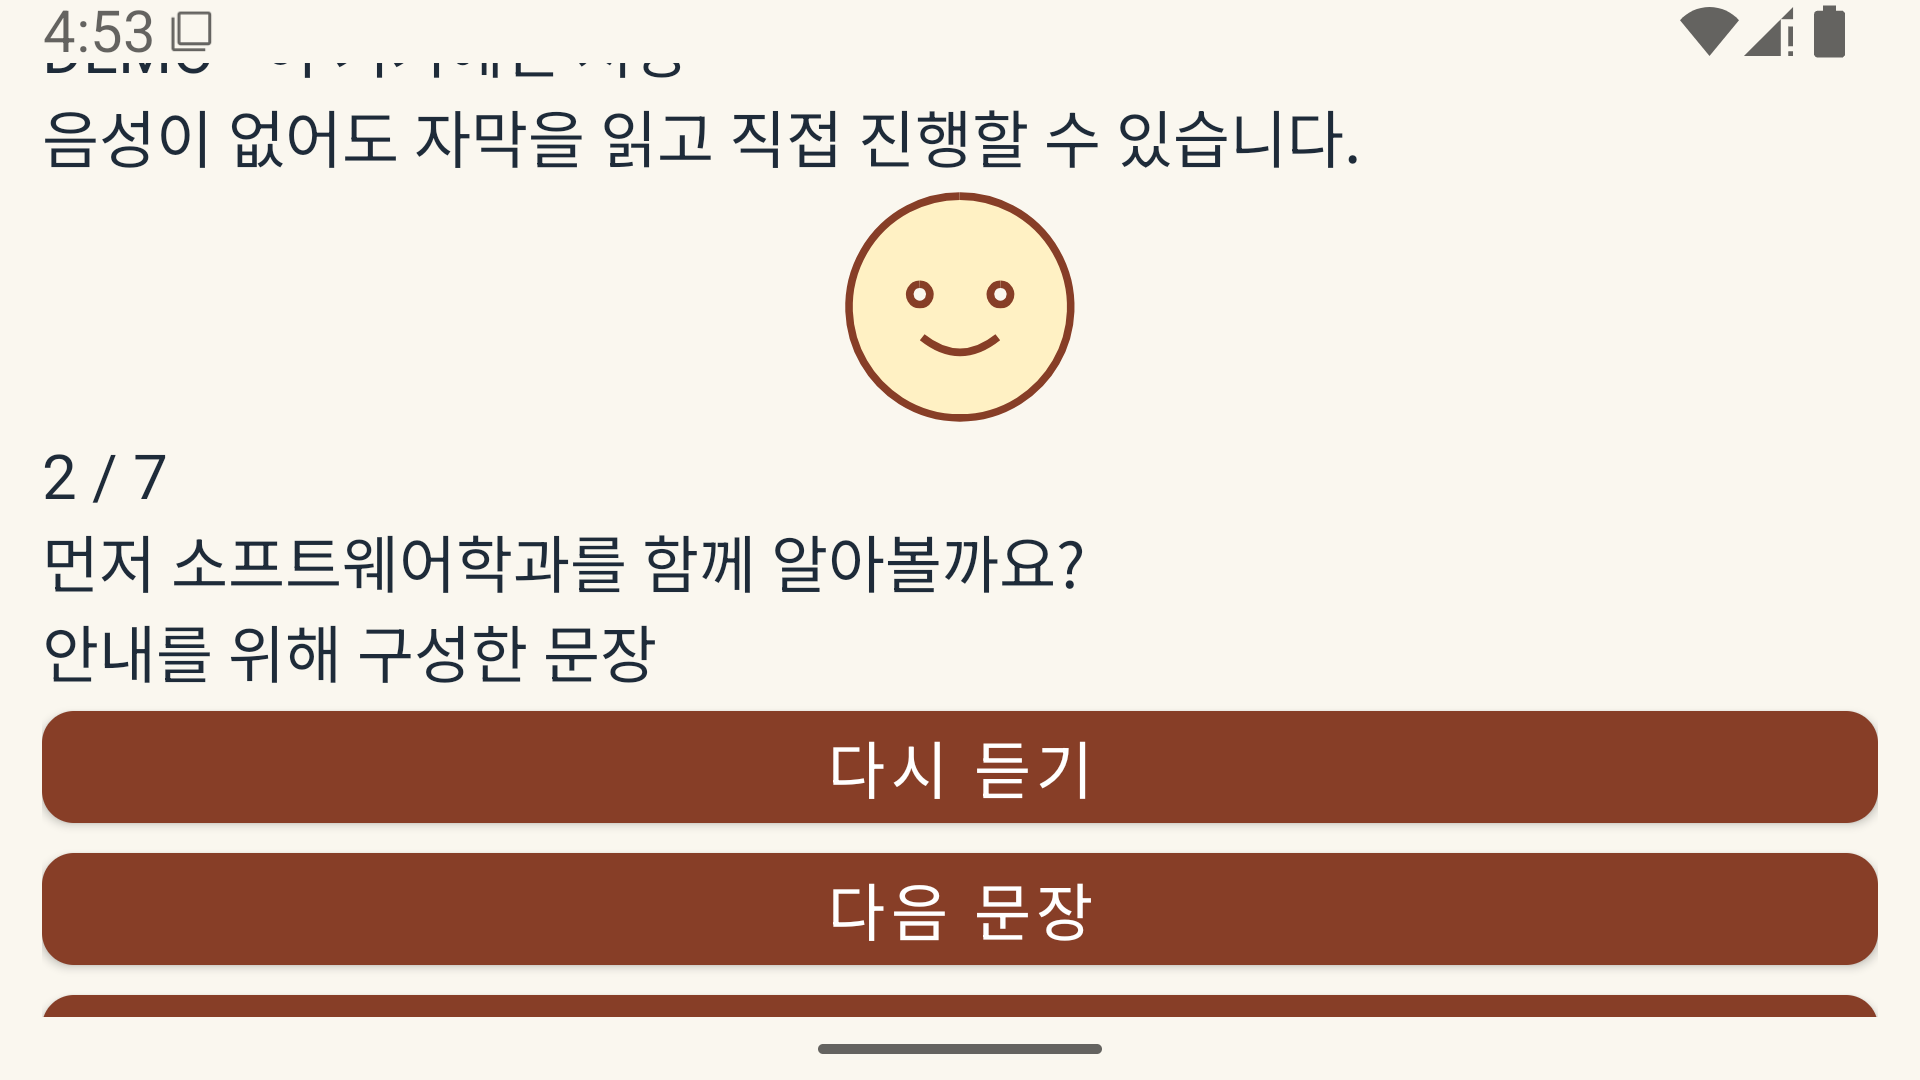 4:53
음성이 없어도 자막을 읽고 직접 진행할 수 있습니다.
2 / 7
먼저 소프트웨어학과를 함께 알아볼까요?
안내를 위해 구성한 문장
다시 듣기
다음 문장